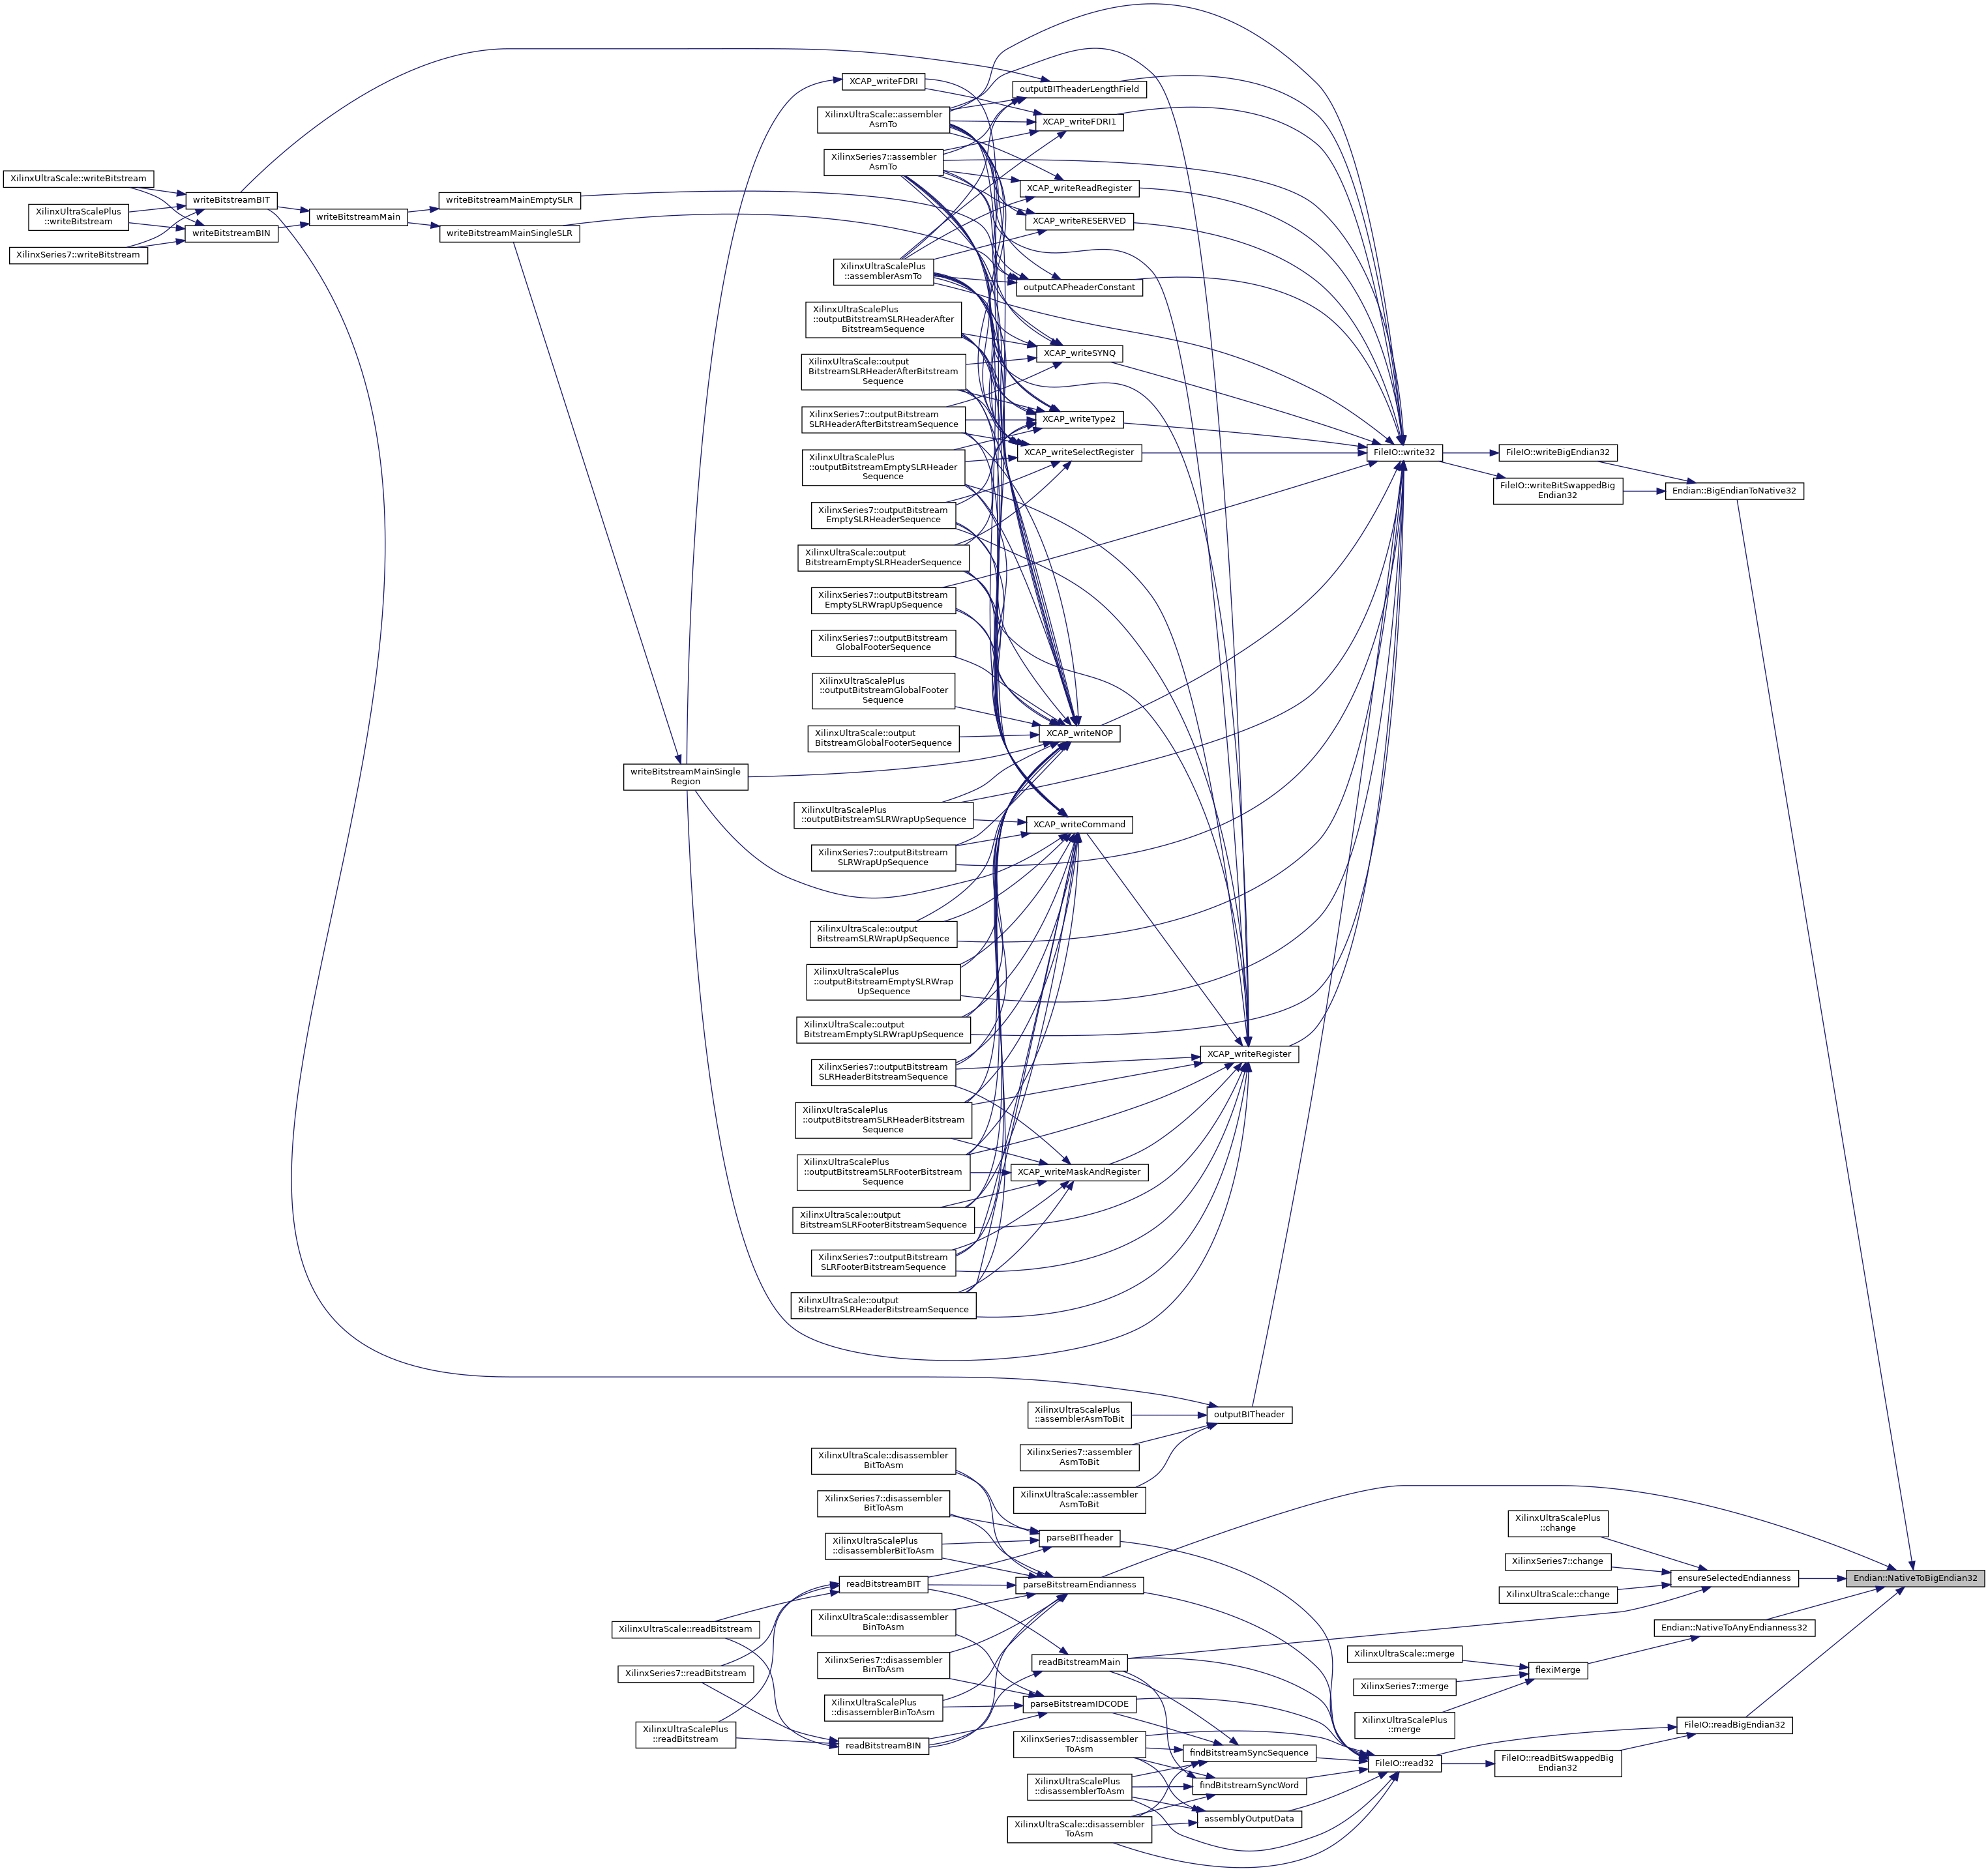 XCAP_writeFDRI
outputBITheaderLengthField
XilinxUltraScale::assembler
AsmTo
XCAP_writeFDRI1
XilinxSeries7::assembler
AsmTo
XilinxUltraScale::writeBitstream
XCAP_writeReadRegister
writeBitstreamBIT
writeBitstreamMainEmptySLR
XilinxUltraScalePlus
::writeBitstream
writeBitstreamMain
XCAP_writeRESERVED
writeBitstreamBIN
writeBitstreamMainSingleSLR
XilinxSeries7::writeBitstream
XilinxUltraScalePlus
::assemblerAsmTo
outputCAPheaderConstant
XilinxUltraScalePlus
::outputBitstreamSLRHeaderAfter
BitstreamSequence
XCAP_writeSYNQ
XilinxUltraScale::output
BitstreamSLRHeaderAfterBitstream
Sequence
XilinxSeries7::outputBitstream
SLRHeaderAfterBitstreamSequence
XCAP_writeType2
XilinxUltraScalePlus
::outputBitstreamEmptySLRHeader
Sequence
XCAP_writeSelectRegister
FileIO::write32
FileIO::writeBigEndian32
FileIO::writeBitSwappedBig
Endian32
Endian::BigEndianToNative32
XilinxSeries7::outputBitstream
EmptySLRHeaderSequence
XilinxUltraScale::output
BitstreamEmptySLRHeaderSequence
XilinxSeries7::outputBitstream
EmptySLRWrapUpSequence
XilinxSeries7::outputBitstream
GlobalFooterSequence
XilinxUltraScalePlus
::outputBitstreamGlobalFooter
Sequence
XilinxUltraScale::output
BitstreamGlobalFooterSequence
XCAP_writeNOP
writeBitstreamMainSingle
Region
XilinxUltraScalePlus
::outputBitstreamSLRWrapUpSequence
XCAP_writeCommand
XilinxSeries7::outputBitstream
SLRWrapUpSequence
XilinxUltraScale::output
BitstreamSLRWrapUpSequence
XilinxUltraScalePlus
::outputBitstreamEmptySLRWrap
UpSequence
XilinxUltraScale::output
BitstreamEmptySLRWrapUpSequence
XCAP_writeRegister
XilinxSeries7::outputBitstream
SLRHeaderBitstreamSequence
XilinxUltraScalePlus
::outputBitstreamSLRHeaderBitstream
Sequence
XilinxUltraScalePlus
::outputBitstreamSLRFooterBitstream
Sequence
XCAP_writeMaskAndRegister
XilinxUltraScale::output
BitstreamSLRFooterBitstreamSequence
XilinxSeries7::outputBitstream
SLRFooterBitstreamSequence
XilinxUltraScale::output
BitstreamSLRHeaderBitstreamSequence
XilinxUltraScalePlus
::assemblerAsmToBit
outputBITheader
XilinxSeries7::assembler
AsmToBit
XilinxUltraScale::disassembler
BitToAsm
XilinxUltraScale::assembler
AsmToBit
XilinxSeries7::disassembler
BitToAsm
XilinxUltraScalePlus
::change
parseBITheader
XilinxUltraScalePlus
::disassemblerBitToAsm
XilinxSeries7::change
readBitstreamBIT
parseBitstreamEndianness
ensureSelectedEndianness
Endian::NativeToBigEndian32
XilinxUltraScale::change
XilinxUltraScale::readBitstream
XilinxUltraScale::disassembler
BinToAsm
Endian::NativeToAnyEndianness32
XilinxSeries7::readBitstream
XilinxSeries7::disassembler
BinToAsm
readBitstreamMain
XilinxUltraScale::merge
flexiMerge
XilinxSeries7::merge
XilinxUltraScalePlus
::disassemblerBinToAsm
parseBitstreamIDCODE
XilinxUltraScalePlus
::merge
XilinxUltraScalePlus
::readBitstream
readBitstreamBIN
XilinxSeries7::disassembler
ToAsm
findBitstreamSyncSequence
FileIO::readBigEndian32
FileIO::read32
FileIO::readBitSwappedBig
Endian32
XilinxUltraScalePlus
::disassemblerToAsm
findBitstreamSyncWord
assemblyOutputData
XilinxUltraScale::disassembler
ToAsm